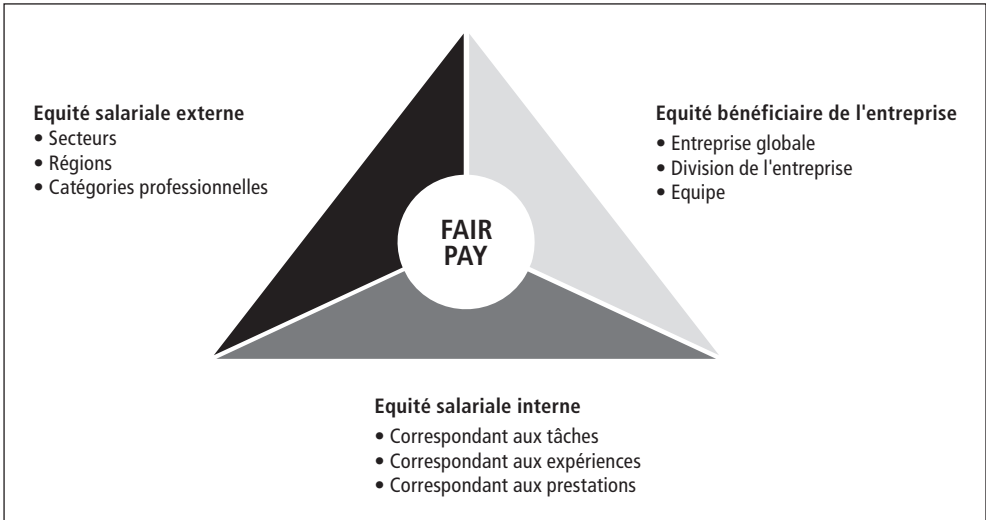 Equité salariale externe
• Secteurs
• Régions
• Catégories professionnelles
Equité bénéficiaire de l'entreprise
• Entreprise globale
• Division de l'entreprise
• Equipe
FAIR
PAY
Equité salariale interne
• Correspondant aux tâches
• Correspondant aux expériences
• Correspondant aux prestations